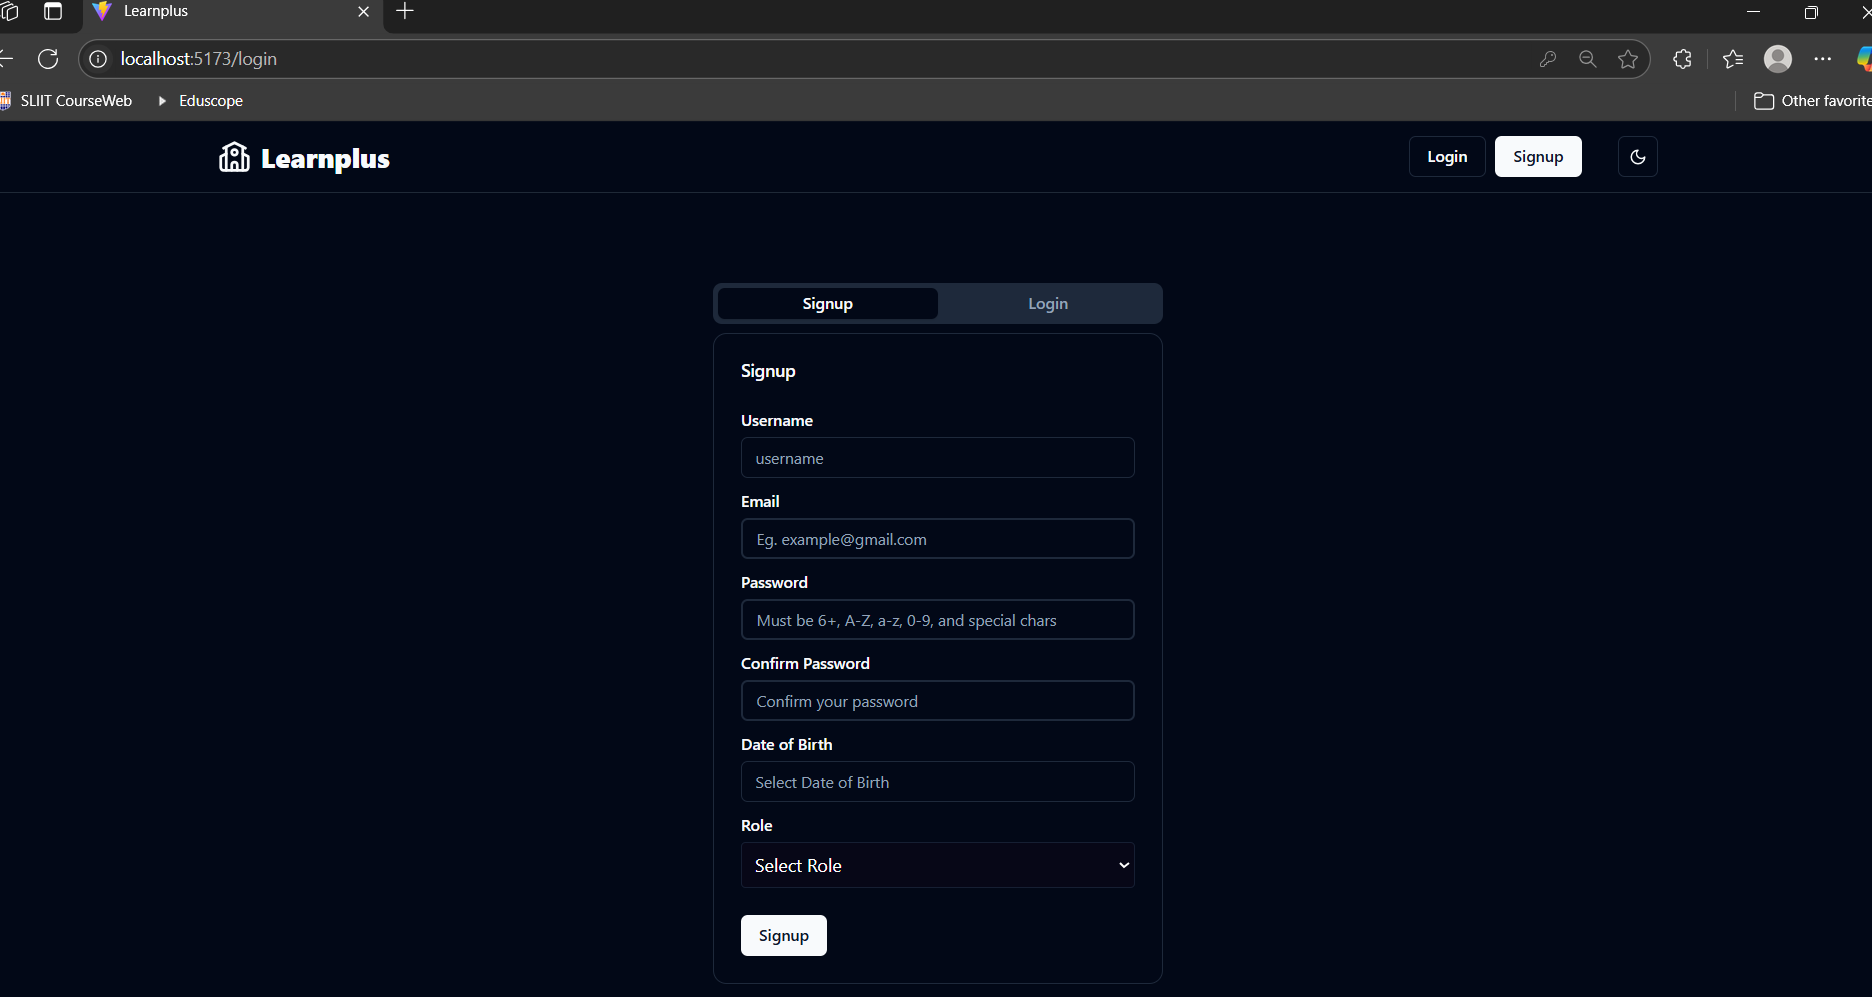 Learnplus
localhost:5173/login
SLIIT CourseWeb
Eduscope
Other favorite
Learnplus
Login
Signup
Signup
Login
Signup
Username
username
Email
Eg. example@gmail.com
Password
Must be 6+, A-Z, a-z, 0-9, and special chars
Confirm Password
Confirm your password
Date of Birth
Select Date of Birth
Role
Select Role
Signup